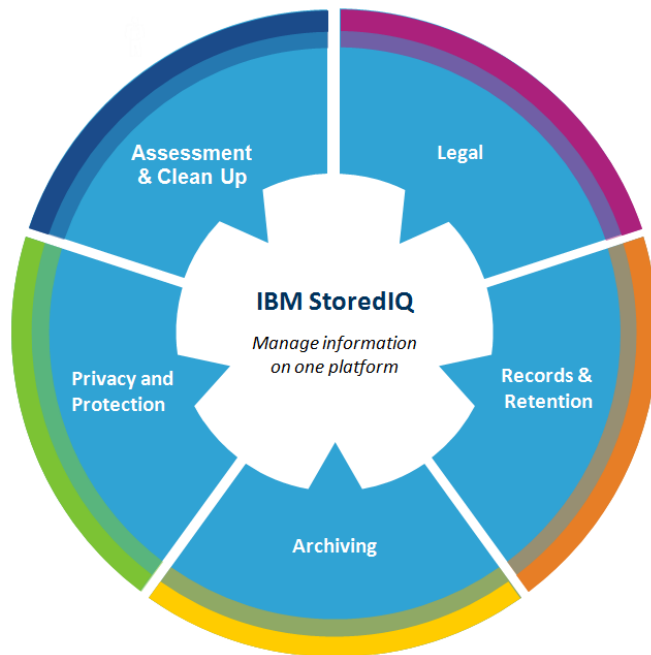 Assessment
& Clean Up
Legal
IBM StoredIQ
Manage information
on one platform
Privacy and
Protection
Records &
Retention
Archiving